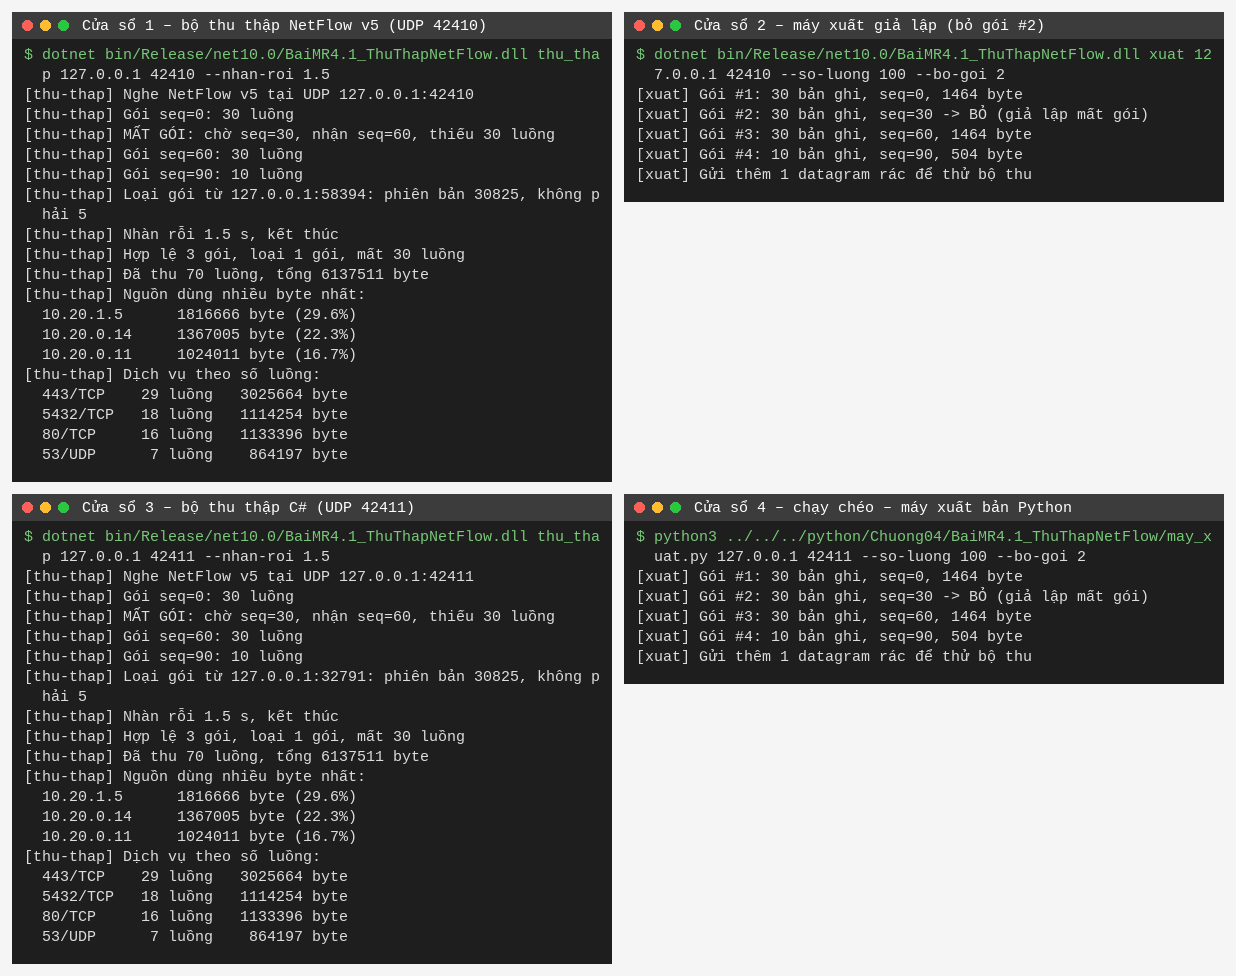 Cửa sổ 1 – bộ thu thập NetFlow v5 (UDP 42410)
$ dotnet bin/Release/net10.0/BaiMR4.1_ThuThapNetFlow.dll thu_tha
p 127.0.0.1 42410 --nhan-roi 1.5
[thu-thap] Nghe NetFlow v5 tại UDP 127.0.0.1:42410
[thu-thap] Gói seq=0: 30 luồng
[thu-thap] MẤT GÓI: chờ seq=30, nhận seq=60, thiếu 30 luồng
[thu-thap] Gói seq=60: 30 luồng
[thu-thap] Gói seq=90: 10 luồng
[thu-thap] Loại gói từ 127.0.0.1:58394: phiên bản 30825, không p
hải 5
[thu-thap] Nhàn rỗi 1.5 s, kết thúc
[thu-thap] Hợp lệ 3 gói, loại 1 gói, mất 30 luồng
[thu-thap] Đã thu 70 luồng, tổng 6137511 byte
[thu-thap] Nguồn dùng nhiều byte nhất:
10.20.1.5      1816666 byte (29.6%)
10.20.0.14     1367005 byte (22.3%)
10.20.0.11     1024011 byte (16.7%)
[thu-thap] Dịch vụ theo số luồng:
443/TCP    29 luồng   3025664 byte
5432/TCP   18 luồng   1114254 byte
80/TCP     16 luồng   1133396 byte
53/UDP      7 luồng    864197 byte
Cửa sổ 2 – máy xuất giả lập (bỏ gói #2)
$ dotnet bin/Release/net10.0/BaiMR4.1_ThuThapNetFlow.dll xuat 12
7.0.0.1 42410 --so-luong 100 --bo-goi 2
[xuat] Gói #1: 30 bản ghi, seq=0, 1464 byte
[xuat] Gói #2: 30 bản ghi, seq=30 -> BỎ (giả lập mất gói)
[xuat] Gói #3: 30 bản ghi, seq=60, 1464 byte
[xuat] Gói #4: 10 bản ghi, seq=90, 504 byte
[xuat] Gửi thêm 1 datagram rác để thử bộ thu
Cửa sổ 3 – bộ thu thập C# (UDP 42411)
$ dotnet bin/Release/net10.0/BaiMR4.1_ThuThapNetFlow.dll thu_tha
p 127.0.0.1 42411 --nhan-roi 1.5
[thu-thap] Nghe NetFlow v5 tại UDP 127.0.0.1:42411
[thu-thap] Gói seq=0: 30 luồng
[thu-thap] MẤT GÓI: chờ seq=30, nhận seq=60, thiếu 30 luồng
[thu-thap] Gói seq=60: 30 luồng
[thu-thap] Gói seq=90: 10 luồng
[thu-thap] Loại gói từ 127.0.0.1:32791: phiên bản 30825, không p
hải 5
[thu-thap] Nhàn rỗi 1.5 s, kết thúc
[thu-thap] Hợp lệ 3 gói, loại 1 gói, mất 30 luồng
[thu-thap] Đã thu 70 luồng, tổng 6137511 byte
[thu-thap] Nguồn dùng nhiều byte nhất:
10.20.1.5      1816666 byte (29.6%)
10.20.0.14     1367005 byte (22.3%)
10.20.0.11     1024011 byte (16.7%)
[thu-thap] Dịch vụ theo số luồng:
443/TCP    29 luồng   3025664 byte
5432/TCP   18 luồng   1114254 byte
80/TCP     16 luồng   1133396 byte
53/UDP      7 luồng    864197 byte
Cửa sổ 4 – chạy chéo – máy xuất bản Python
$ python3 ../../../python/Chuong04/BaiMR4.1_ThuThapNetFlow/may_x
uat.py 127.0.0.1 42411 --so-luong 100 --bo-goi 2
[xuat] Gói #1: 30 bản ghi, seq=0, 1464 byte
[xuat] Gói #2: 30 bản ghi, seq=30 -> BỎ (giả lập mất gói)
[xuat] Gói #3: 30 bản ghi, seq=60, 1464 byte
[xuat] Gói #4: 10 bản ghi, seq=90, 504 byte
[xuat] Gửi thêm 1 datagram rác để thử bộ thu